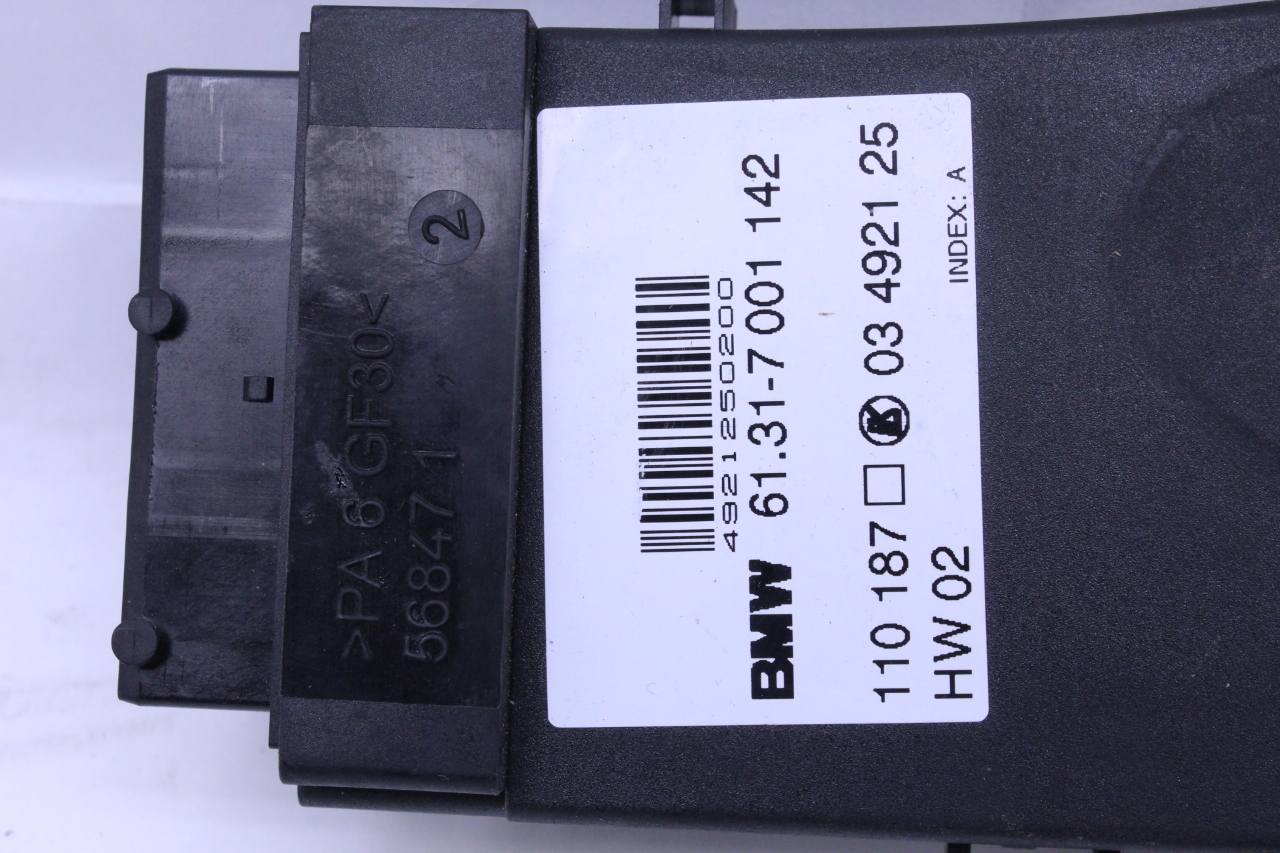 2
>PA 6 GF30<
56847 1
4921250200
BMW 61.31-7 001 142
110 187 □ K 03 4921 25
HW 02 INDEX: A